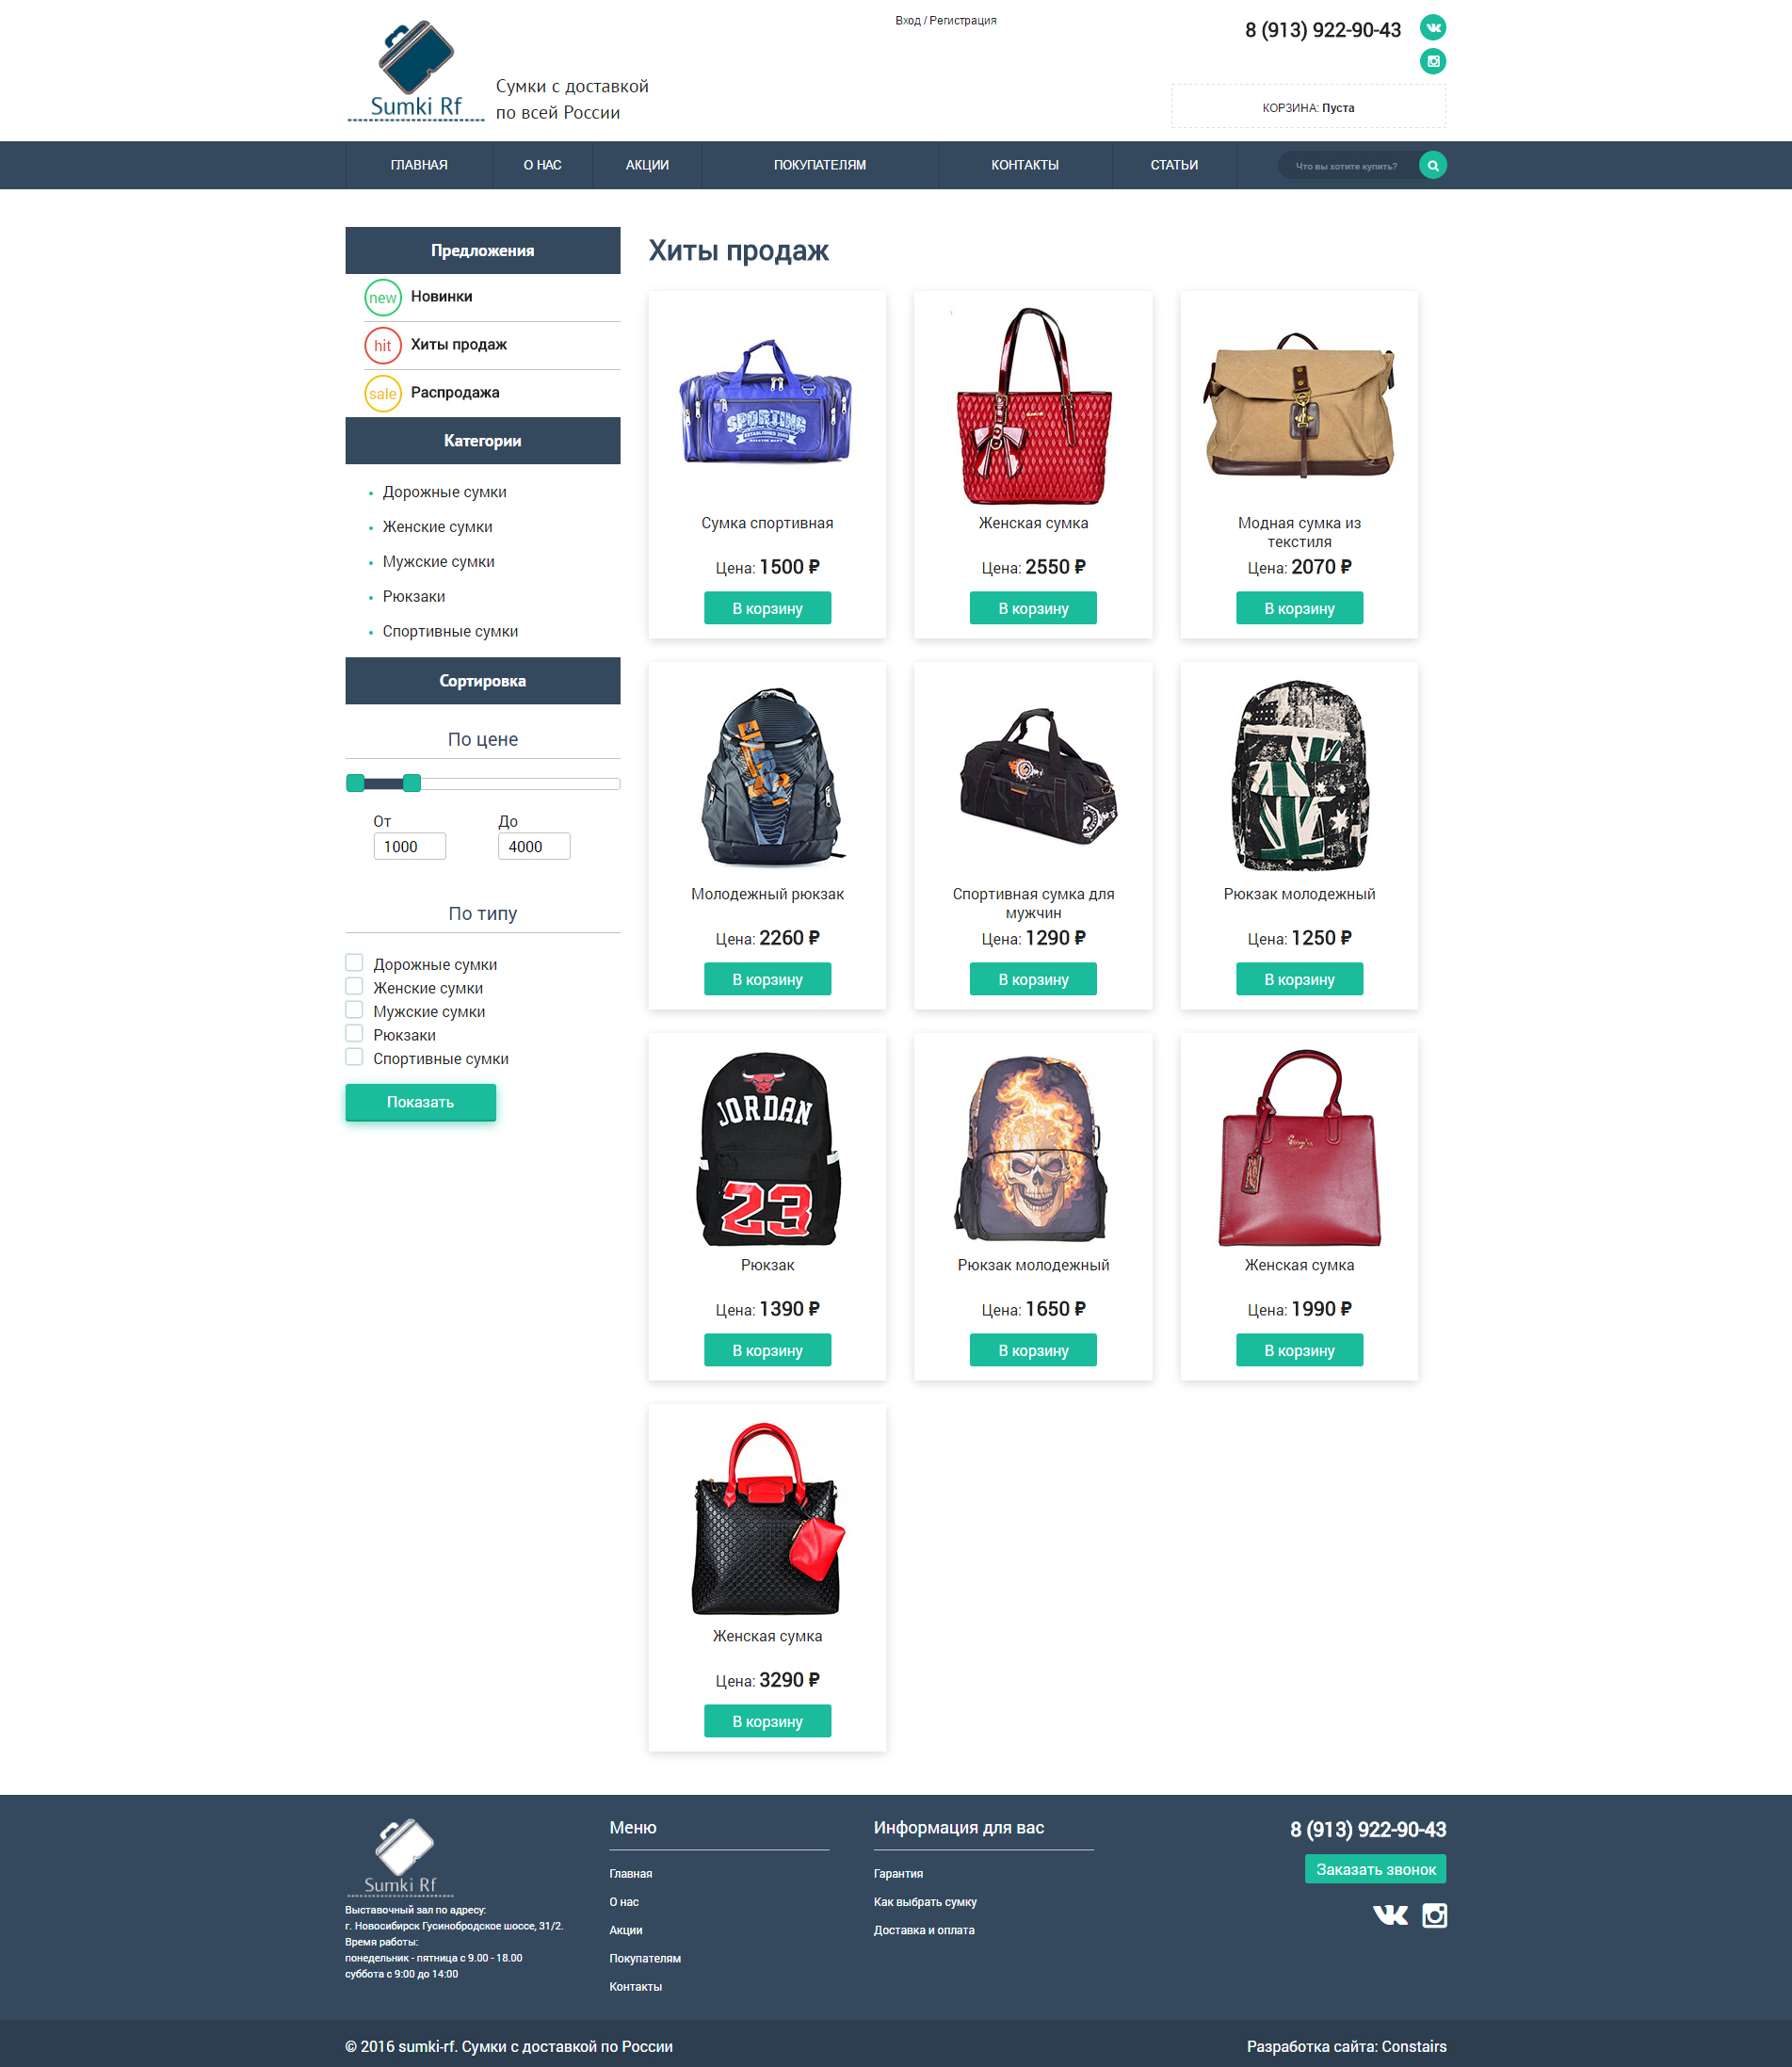 Вход / Регистрация
8 (913) 922-90-43
Sumki Rf
Сумки с доставкой
по всей России
КОРЗИНА: Пуста
ГЛАВНАЯ
О НАС
АКЦИИ
ПОКУПАТЕЛЯМ
КОНТАКТЫ
СТАТЬИ
Что вы хотите купить?
Предложения
new Новинки
hit Хиты продаж
sale Распродажа
Категории
Дорожные сумки
Женские сумки
Мужские сумки
Рюкзаки
Спортивные сумки
Сортировка
По цене
От
До
1000
4000
По типу
Дорожные сумки
Женские сумки
Мужские сумки
Рюкзаки
Спортивные сумки
Показать
Хиты продаж
SPORTING
ESTABLISHED 2005
Сумка спортивная
Цена: 1500 ₽
В корзину
Женская сумка
Цена: 2550 ₽
В корзину
Модная сумка из
текстиля
Цена: 2070 ₽
В корзину
Молодежный рюкзак
Цена: 2260 ₽
В корзину
Спортивная сумка для
мужчин
Цена: 1290 ₽
В корзину
Рюкзак молодежный
Цена: 1250 ₽
В корзину
JORDAN
23
Рюкзак
Цена: 1390 ₽
В корзину
Рюкзак молодежный
Цена: 1650 ₽
В корзину
Женская сумка
Цена: 1990 ₽
В корзину
Женская сумка
Цена: 3290 ₽
В корзину
Sumki Rf
Выставочный зал по адресу:
г. Новосибирск Гусинобродское шоссе, 31/2.
Время работы:
понедельник - пятница с 9.00 - 18.00
суббота с 9:00 до 14:00
Меню
Главная
О нас
Акции
Покупателям
Контакты
Информация для вас
Гарантия
Как выбрать сумку
Доставка и оплата
8 (913) 922-90-43
Заказать звонок
© 2016 sumki-rf. Сумки с доставкой по России
Разработка сайта: Constairs